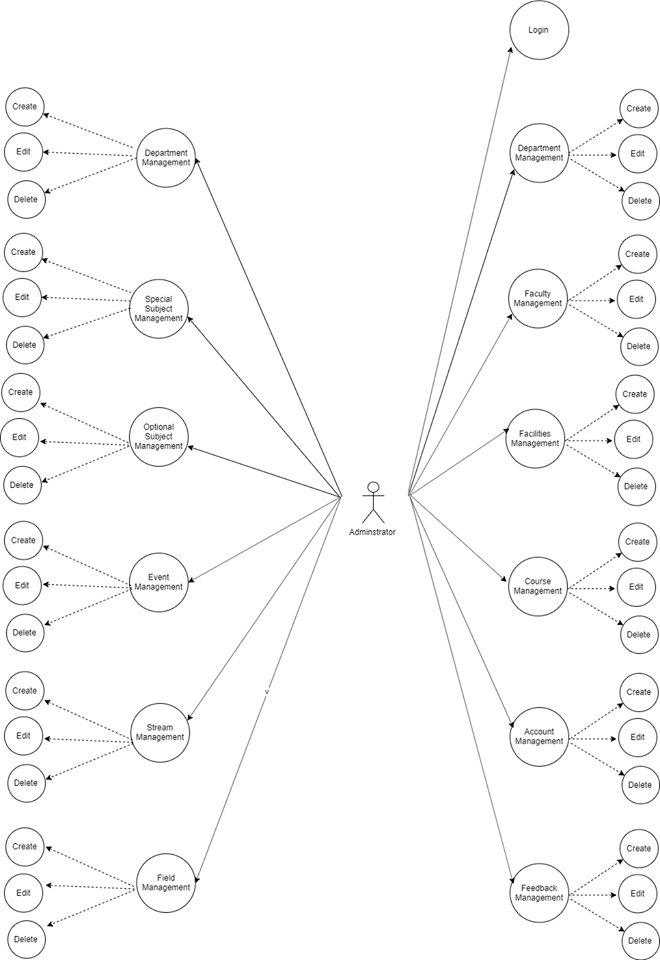 Login
Create
Edit
Delete
Department
Management
Department
Management
Create
Edit
Delete
Create
Edit
Delete
Special
Subject
Management
Faculty
Management
Create
Edit
Delete
Create
Edit
Delete
Optional
Subject
Management
Facilities
Management
Create
Edit
Delete
Adminstrator
Create
Edit
Delete
Event
Management
Course
Management
Create
Edit
Delete
v
Create
Edit
Delete
Stream
Management
Account
Management
Create
Edit
Delete
Create
Edit
Delete
Field
Management
Feedback
Management
Create
Edit
Delete